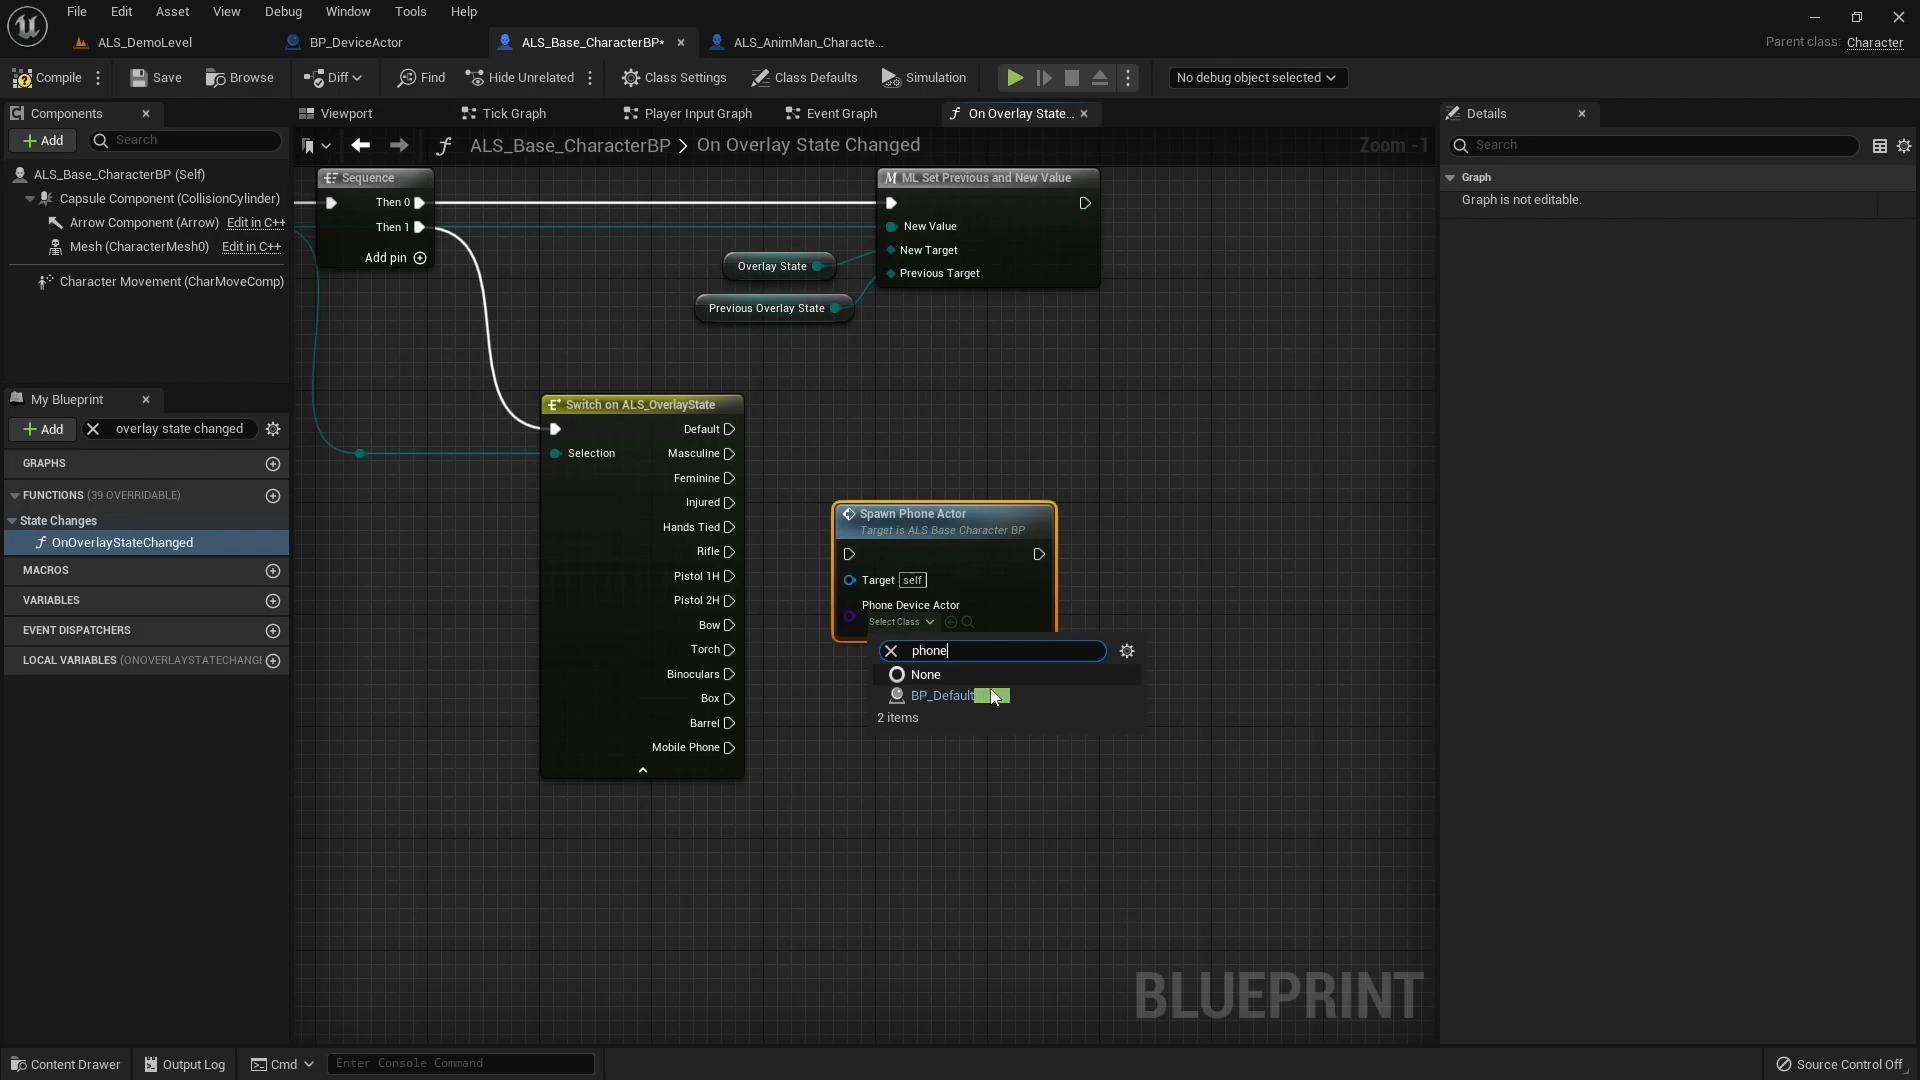 File Edit Asset View Debug Window Tools Help
ALS_DemoLevel BP_DeviceActor ALS_Base_CharacterBP* ALS_AnimMan_Characte...
Parent class: Character
Compile Save Browse Diff Find Hide Unrelated Class Settings Class Defaults Simulation No debug object selected
Components
Add Search
ALS_Base_CharacterBP (Self)
Capsule Component (CollisionCylinder)
Arrow Component (Arrow) Edit in C++
Mesh (CharacterMesh0) Edit in C++
Character Movement (CharMoveComp)
My Blueprint
Add overlay state changed
GRAPHS
FUNCTIONS (39 OVERRIDABLE)
State Changes
OnOverlayStateChanged
MACROS
VARIABLES
EVENT DISPATCHERS
LOCAL VARIABLES (ONOVERLAYSTATECHANGE
Viewport Tick Graph Player Input Graph Event Graph On Overlay State...
ALS_Base_CharacterBP > On Overlay State Changed
Zoom -1
Sequence
Then 0
Then 1
Add pin
ML Set Previous and New Value
New Value
New Target
Previous Target
Overlay State
Previous Overlay State
Switch on ALS_OverlayState
Default
Selection Masculine
Feminine
Injured
Hands Tied
Rifle
Pistol 1H
Pistol 2H
Bow
Torch
Binoculars
Box
Barrel
Mobile Phone
Spawn Phone Actor
Target is ALS Base Character BP
Target self
Phone Device Actor
Select Class
phone
None
BP_Default
2 items
BLUEPRINT
Details
Search
Graph
Graph is not editable.
Content Drawer Output Log Cmd Enter Console Command Source Control Off